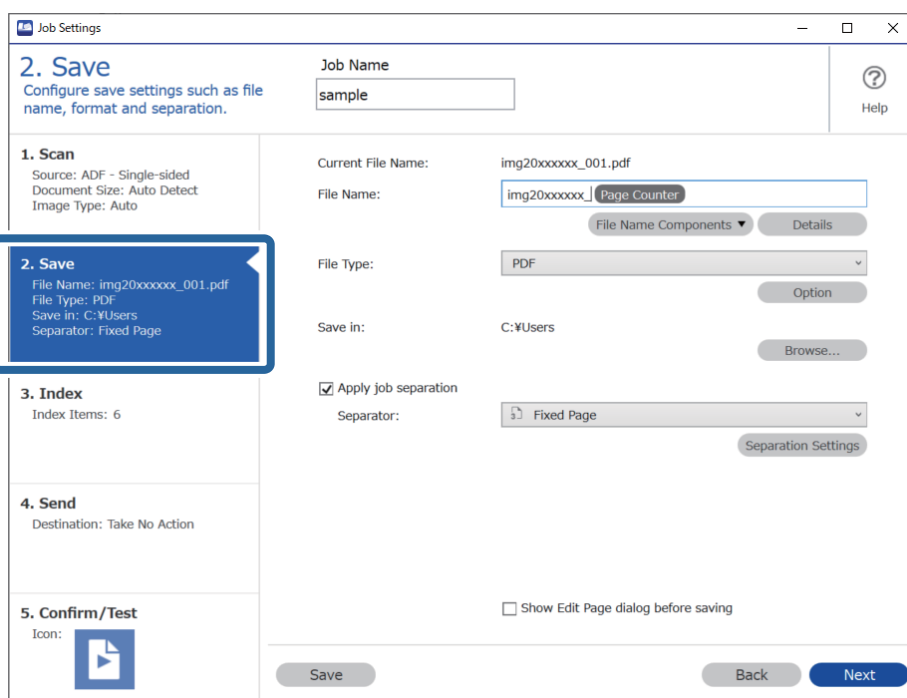 Job Settings
2. Save
Configure save settings such as file
name, format and separation.
Job Name
sample
Help
1. Scan
Source: ADF - Single-sided
Document Size: Auto Detect
Image Type: Auto
2. Save
File Name: img20xxxxxx_001.pdf
File Type: PDF
Save in: C:¥Users
Separator: Fixed Page
3. Index
Index Items: 6
4. Send
Destination: Take No Action
5. Confirm/Test
Icon:
Current File Name: img20xxxxxx_001.pdf
File Name: img20xxxxxx_ Page Counter
File Name Components ▼ Details
File Type: PDF
Option
Save in: C:¥Users
Browse...
Apply job separation
Separator: Fixed Page
Separation Settings
Show Edit Page dialog before saving
Save Back Next